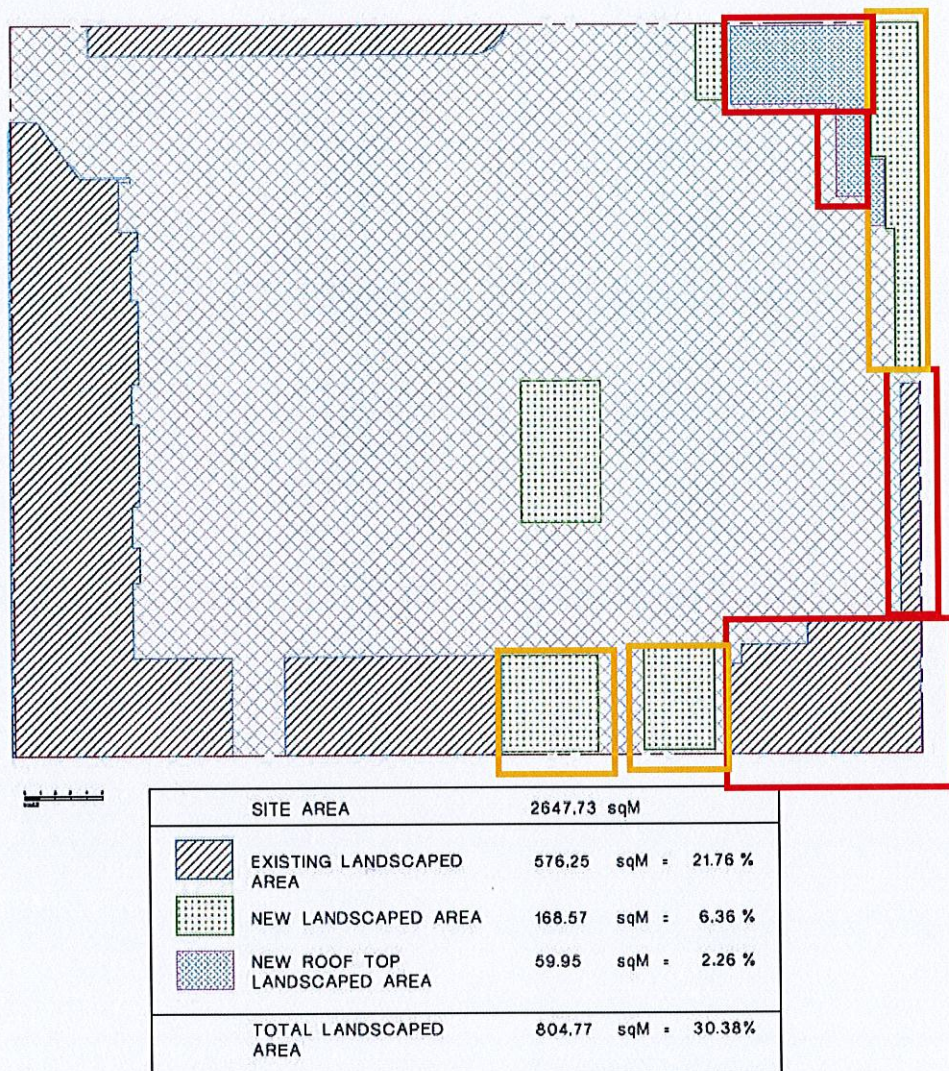 SITE AREA 2647,73 sqM
EXISTING LANDSCAPED 576,25 sqM = 21.76 %
AREA
NEW LANDSCAPED AREA 168.57 sqM = 6.36 %
NEW ROOF TOP 59.95 sqM = 2.26 %
LANDSCAPED AREA
TOTAL LANDSCAPED 804,77 sqM = 30.38%
AREA